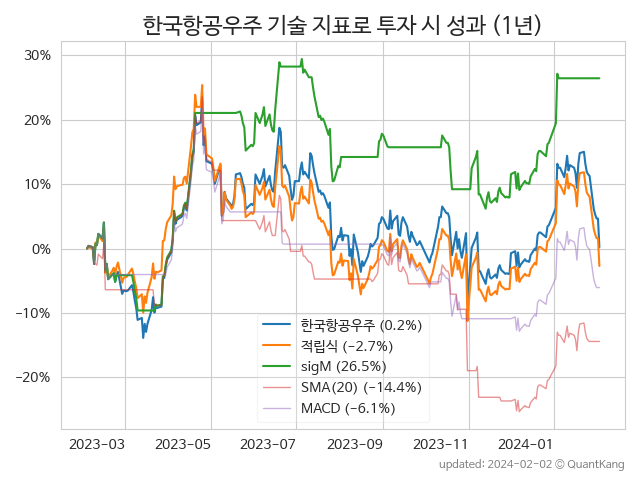 한국항공우주 기술 지표로 투자 시 성과 (1년)
30%
20%
10%
0%
−10%
−20%
한국항공우주 (0.2%)
적립식 (−2.7%)
sigM (26.5%)
SMA(20) (−14.4%)
MACD (−6.1%)
2023-03 2023-05 2023-07 2023-09 2023-11 2024-01
updated: 2024-02-02 © QuantKang